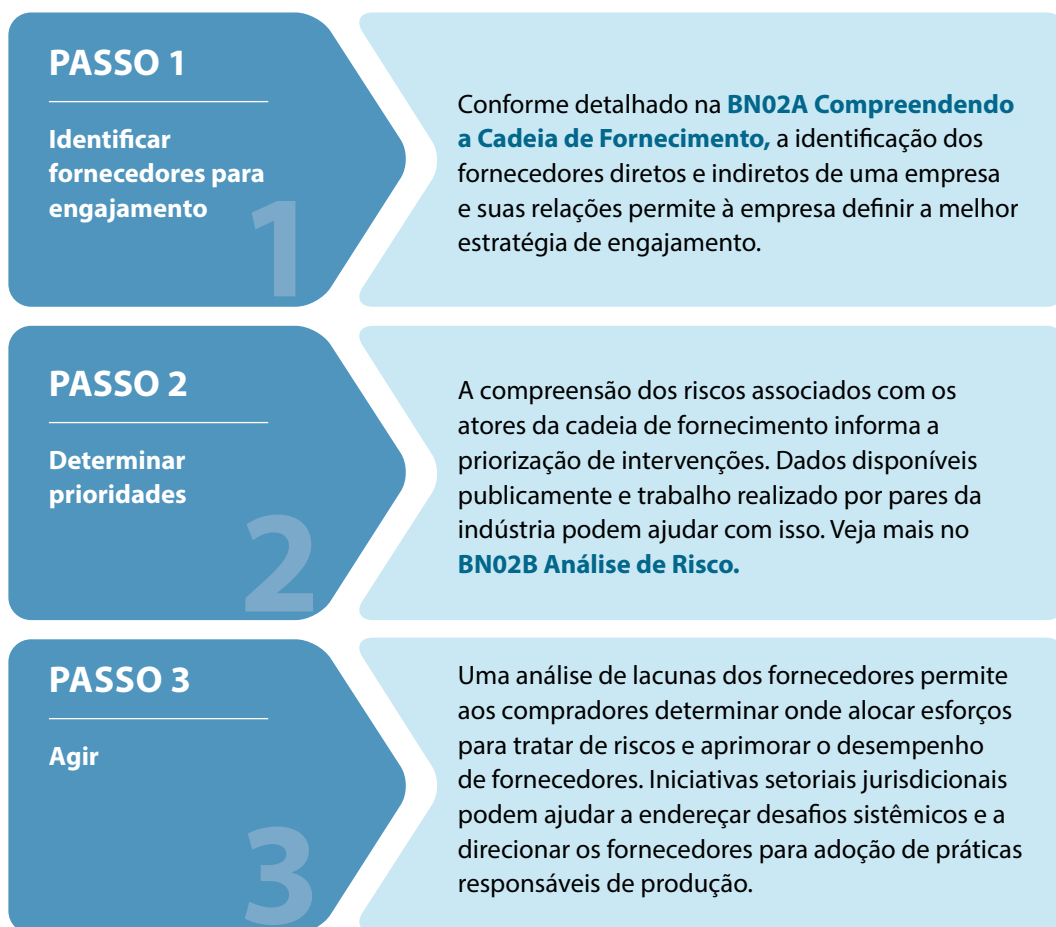 PASSO 1
Identificar
fornecedores para
engajamento
1
Conforme detalhado na BN02A Compreendendo
a Cadeia de Fornecimento, a identificação dos
fornecedores diretos e indiretos de uma empresa
e suas relações permite à empresa definir a melhor
estratégia de engajamento.
PASSO 2
Determinar
prioridades
2
A compreensão dos riscos associados com os
atores da cadeia de fornecimento informa a
priorização de intervenções. Dados disponíveis
publicamente e trabalho realizado por pares da
indústria podem ajudar com isso. Veja mais no
BN02B Análise de Risco.
PASSO 3
Agir
3
Uma análise de lacunas dos fornecedores permite
aos compradores determinar onde alocar esforços
para tratar de riscos e aprimorar o desempenho
de fornecedores. Iniciativas setoriais jurisdicionais
podem ajudar a endereçar desafios sistêmicos e a
direcionar os fornecedores para adoção de práticas
responsáveis de produção.